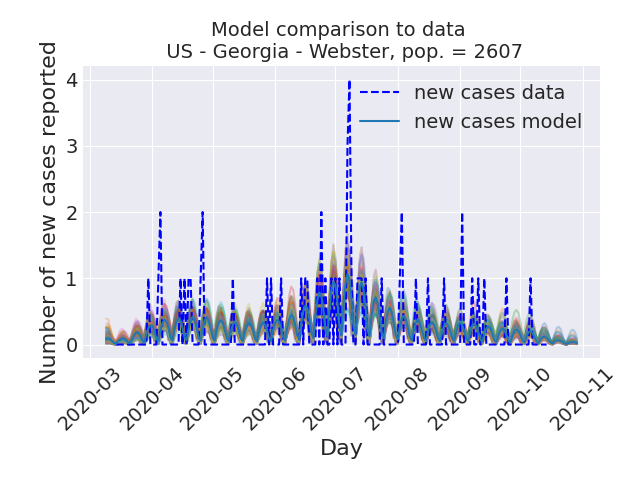 Model comparison to data
US - Georgia - Webster, pop. = 2607
Number of new cases reported
4
3
2
1
0
new cases data
new cases model
2020-03
2020-04
2020-05
2020-06
2020-07
2020-08
2020-09
2020-10
2020-11
Day